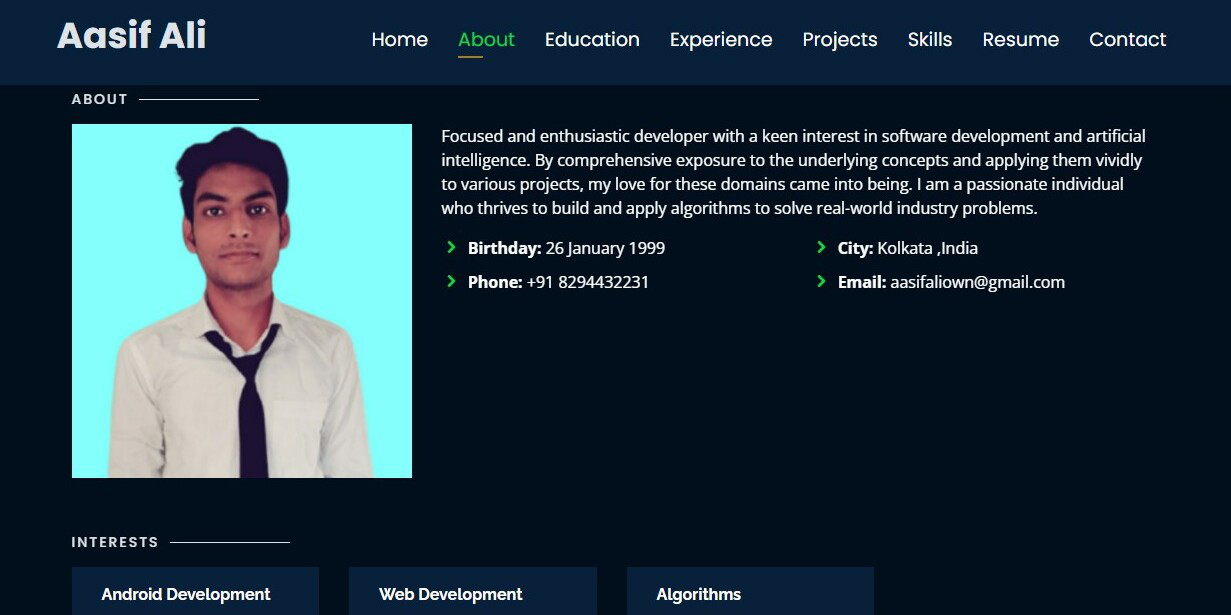 Aasif Ali
Home About Education Experience Projects Skills Resume Contact
ABOUT
Focused and enthusiastic developer with a keen interest in software development and artificial
intelligence. By comprehensive exposure to the underlying concepts and applying them vividly
to various projects, my love for these domains came into being. I am a passionate individual
who thrives to build and apply algorithms to solve real-world industry problems.
Birthday: 26 January 1999
City: Kolkata ,India
Phone: +91 8294432231
Email: aasifaliown@gmail.com
INTERESTS
Android Development
Web Development
Algorithms